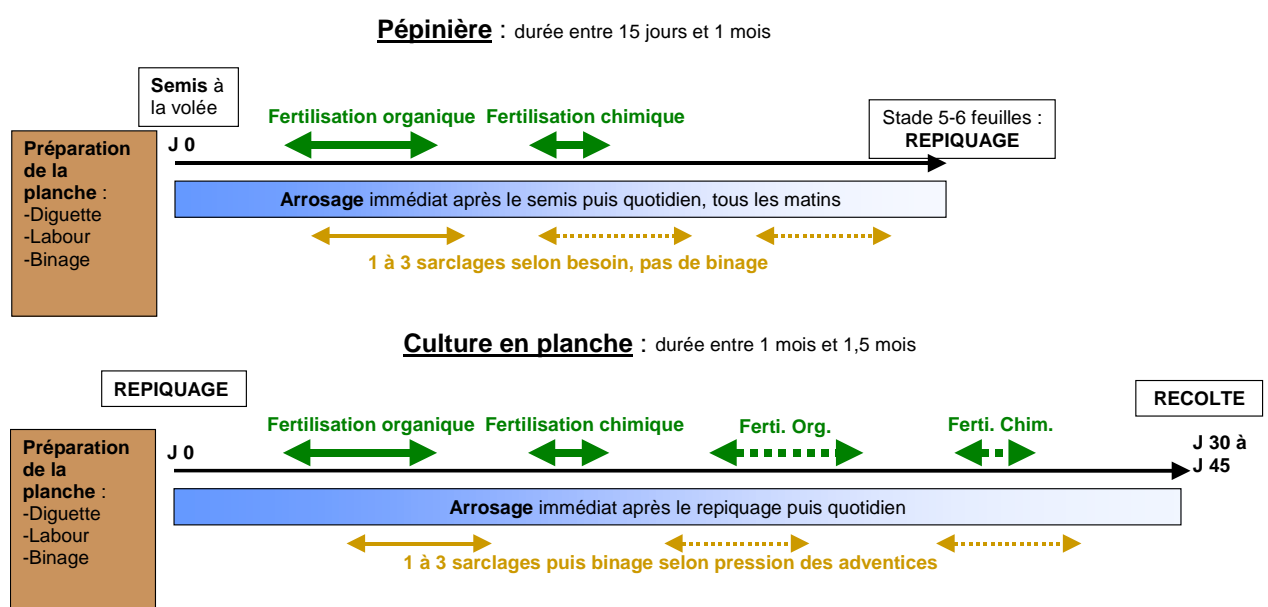 Pépinière : durée entre 15 jours et 1 mois
Semis à
la volée
Fertilisation organique
Fertilisation chimique
Stade 5-6 feuilles :
REPIQUAGE
Préparation
de la
planche :
-Diguette
-Labour
-Binage
J 0
Arrosage immédiat après le semis puis quotidien, tous les matins
1 à 3 sarclages selon besoin, pas de binage
Culture en planche : durée entre 1 mois et 1,5 mois
REPIQUAGE
RECOLTE
Fertilisation organique
Fertilisation chimique
Ferti. Org.
Ferti. Chim.
Préparation
de la
planche :
-Diguette
-Labour
-Binage
J 0
J 30 à
J 45
Arrosage immédiat après le repiquage puis quotidien
1 à 3 sarclages puis binage selon pression des adventices